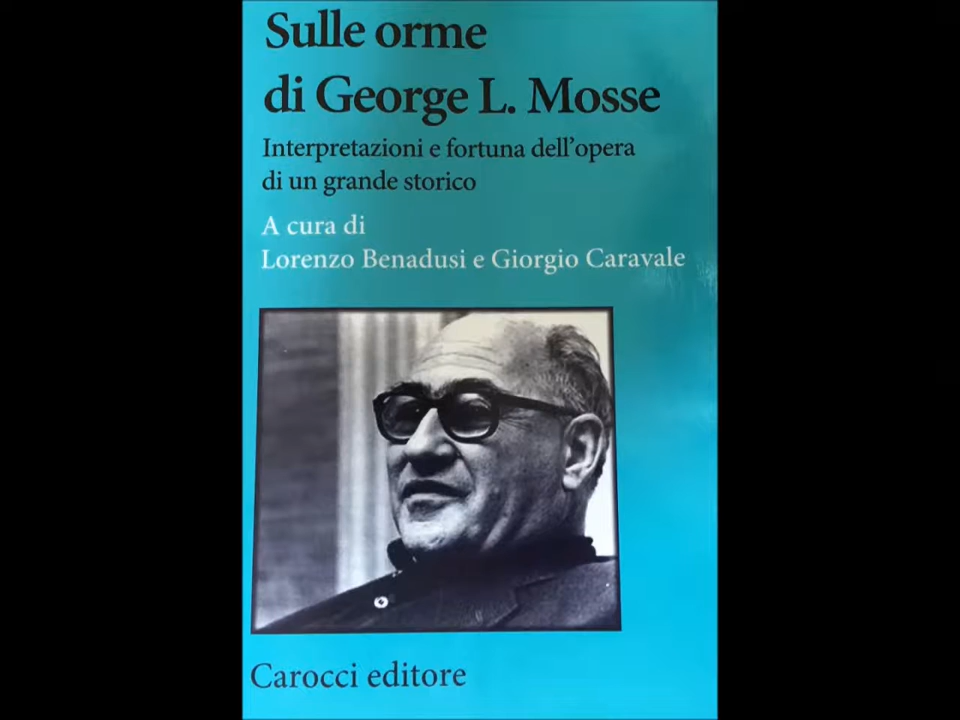 Sulle orme
di George L. Mosse
Interpretazioni e fortuna dell'opera
di un grande storico
A cura di
Lorenzo Benadusi e Giorgio Caravale
Carocci editore